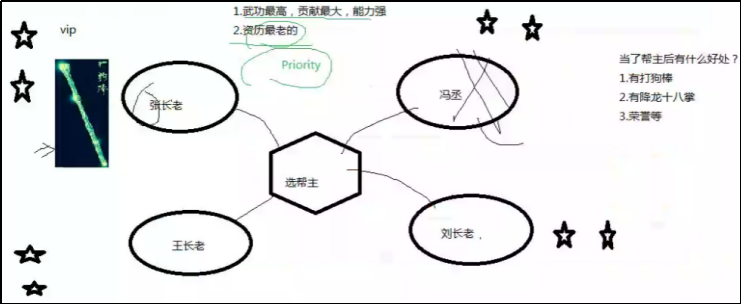 1.武功最高，贡献最大，能力强
vip
2.资历最老的
Priority
当了帮主后有什么好处？
1.有打狗棒
2.有降龙十八掌
3.荣誉等
张长老
冯丞
选帮主
王长老
刘长老